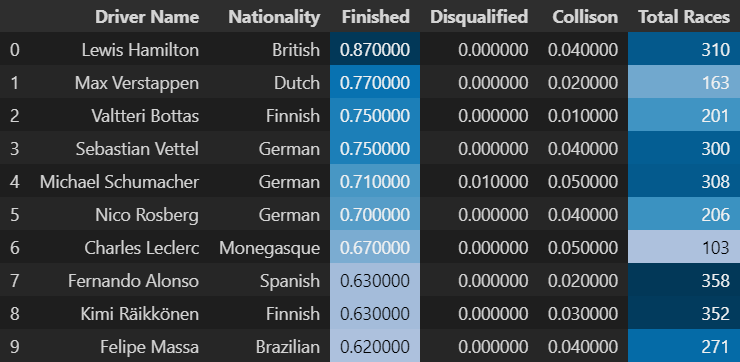 Driver Name Nationality Finished Disqualified Collison Total Races
0 Lewis Hamilton British 0.870000 0.000000 0.040000 310
1 Max Verstappen Dutch 0.770000 0.000000 0.020000 163
2 Valtteri Bottas Finnish 0.750000 0.000000 0.010000 201
3 Sebastian Vettel German 0.750000 0.000000 0.040000 300
4 Michael Schumacher German 0.710000 0.010000 0.050000 308
5 Nico Rosberg German 0.700000 0.000000 0.040000 206
6 Charles Leclerc Monegasque 0.670000 0.000000 0.050000 103
7 Fernando Alonso Spanish 0.630000 0.000000 0.020000 358
8 Kimi Räikkönen Finnish 0.630000 0.000000 0.030000 352
9 Felipe Massa Brazilian 0.620000 0.000000 0.040000 271